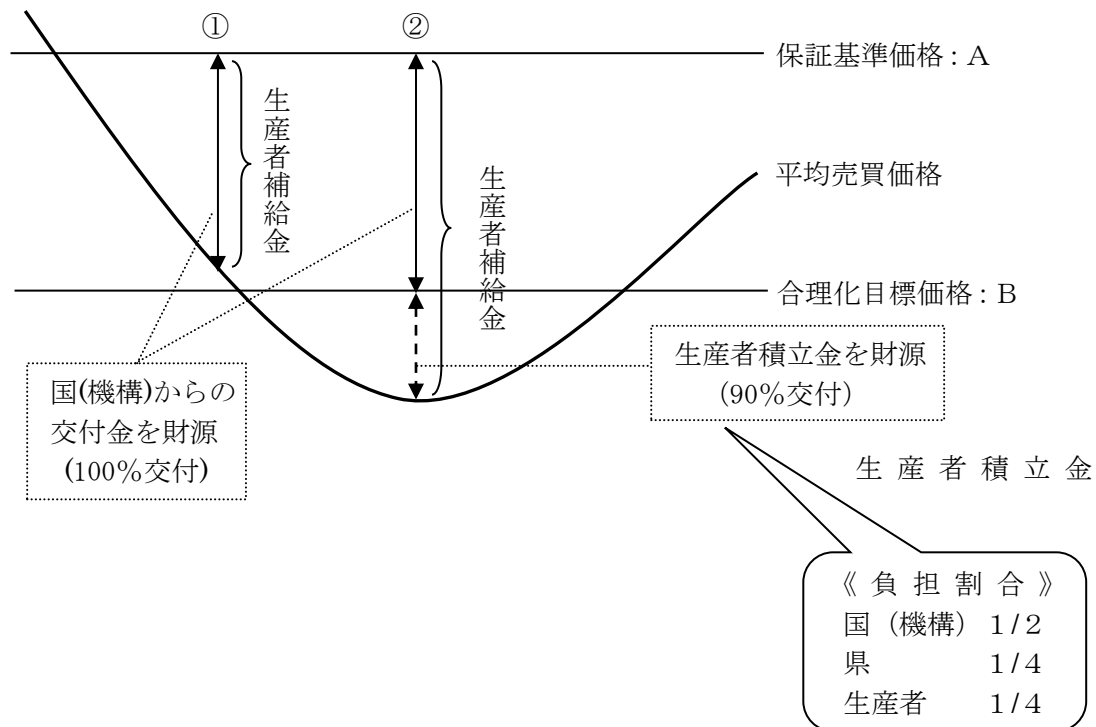 ① ②
保証基準価格：A
生産者補給金
生産者補給金
平均売買価格
合理化目標価格：B
国(機構)からの
交付金を財源
(100％交付)
生産者積立金を財源
（90％交付）
生 産 者 積 立 金
《 負 担 割 合 》
国（機構） １/２
県 １/４
生産者 １/４